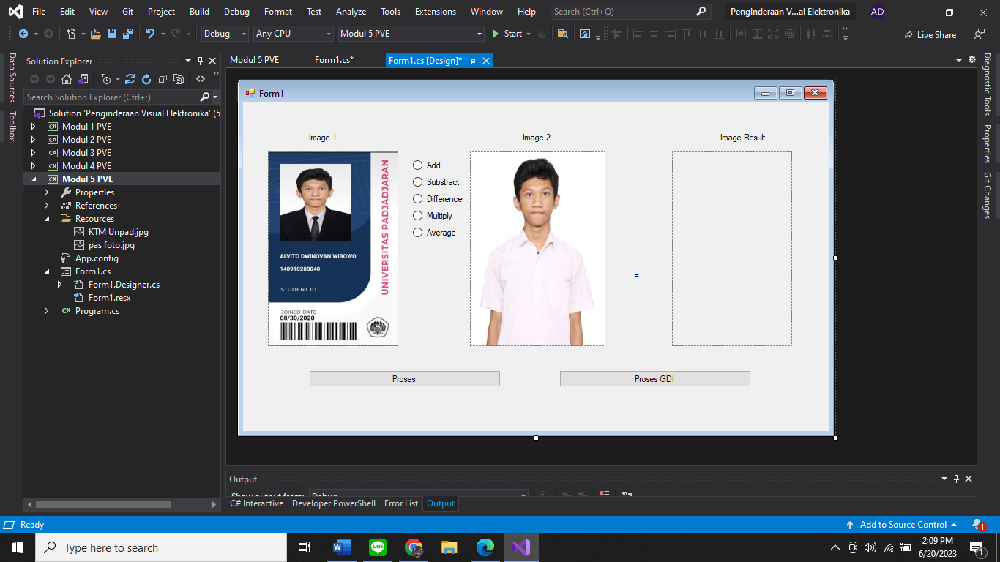 File Edit View Git Project Build Debug Format Test Analyze Tools Extensions Window Help Search (Ctrl+Q) Penginderaan V...al Elektronika AD
Debug Any CPU Modul 5 PVE Start Live Share
Data Sources
Toolbox
Solution Explorer
Search Solution Explorer (Ctrl+;)
Solution 'Penginderaan Visual Elektronika' (5
Modul 1 PVE
Modul 2 PVE
Modul 3 PVE
Modul 4 PVE
Modul 5 PVE
Properties
References
Resources
KTM Unpad.jpg
pas foto.jpg
App.config
Form1.cs
Form1.Designer.cs
Form1.resx
Program.cs
Modul 5 PVE Form1.cs* Form1.cs [Design]*
Form1
Image 1 Image 2 Image Result
UNIVERSITAS PADJADJARAN
ALVITO DWINOVAN WIBOWO
140910200040
STUDENT ID
JOINED DATE
08/30/2020
Add
Substract
Difference
Multiply
Average
=
Proses Proses GDI
Diagnostic Tools
Properties
Git Changes
Output
Show output from: Debug
C# Interactive Developer PowerShell Error List Output
Ready Add to Source Control 1
Type here to search
2:09 PM
6/20/2023
1